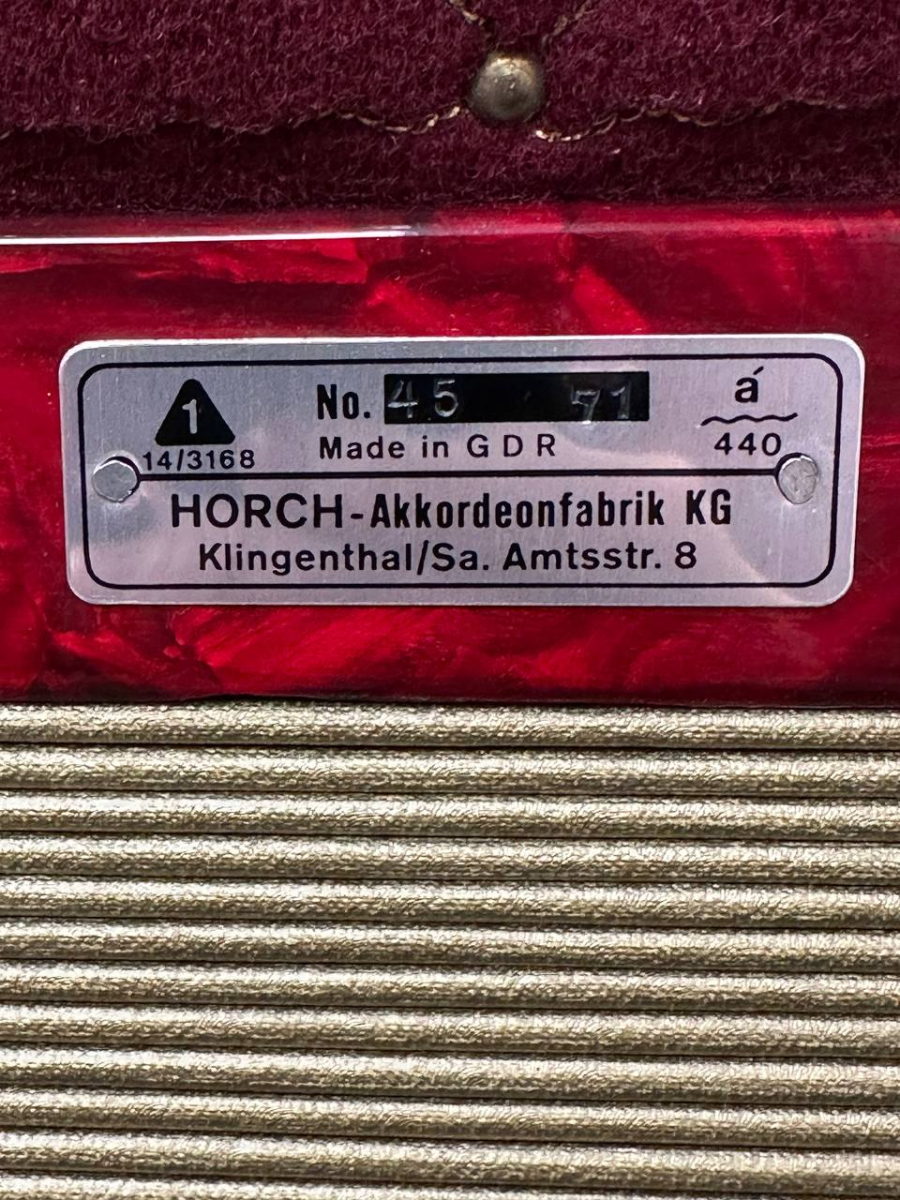 1
14/3168
No. 45 71
Made in GDR
á
440
HORCH-Akkordeonfabrik KG
Klingenthal/Sa. Amtsstr. 8